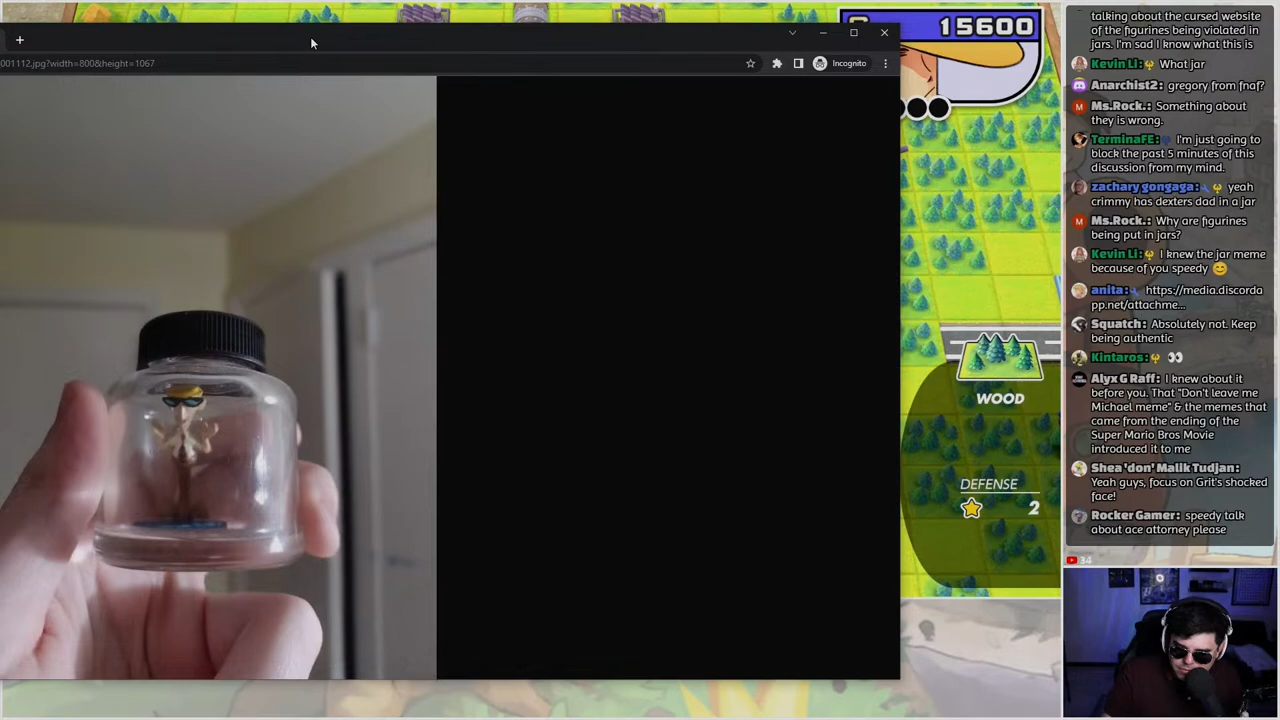 talking about the cursed website
of the figurines being violated in
jars. I'm sad I know what this is
Kevin Li: What jar
Anarchist2: gregory from fnaf?
Ms.Rock.: Something about
they is wrong.
TerminaFE: I'm just going to
block the past 5 minutes of this
discussion from my mind.
zachary gongaga: yeah
crimmy has dexters dad in a jar
Ms.Rock.: Why are figurines
being put in jars?
Kevin Li: I knew the jar meme
because of you speedy 😊
anita: https://media.discorda
pp.net/attachme...
Squatch: Absolutely not. Keep
being authentic
Kintaros: 👀
Alyx G Raff: I knew about it
before you. That "Don't leave me
Michael meme" & the memes that
came from the ending of the
Super Mario Bros Movie
introduced it to me
Shea 'don' Malik Tudjan:
Yeah guys, focus on Grit's shocked
face!
Rocker Gamer: speedy talk
about ace attorney please
34
001112.jpg?width=800&height=1067
Incognito
15600
WOOD
DEFENSE
2